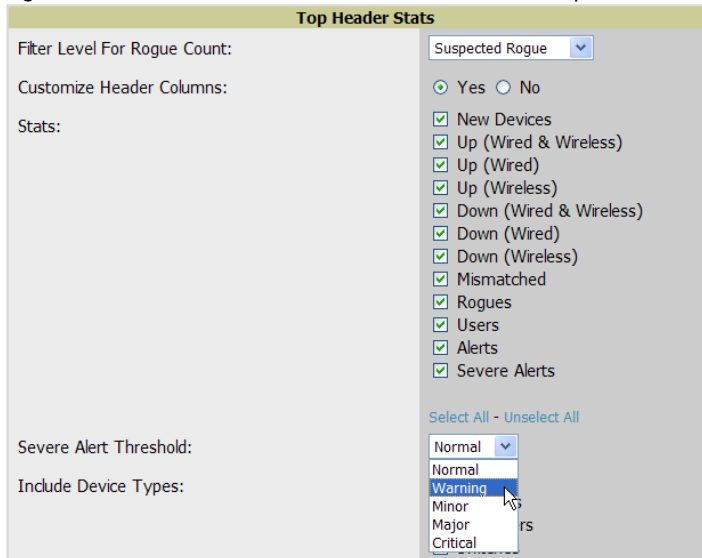 Top Header Stats
Filter Level For Rogue Count:
Suspected Rogue
Customize Header Columns:
Yes No
Stats:
New Devices
Up (Wired & Wireless)
Up (Wired)
Up (Wireless)
Down (Wired & Wireless)
Down (Wired)
Down (Wireless)
Mismatched
Rogues
Users
Alerts
Severe Alerts
Select All - Unselect All
Severe Alert Threshold:
Normal
Include Device Types:
Normal
Warning
Minor
Major
Critical